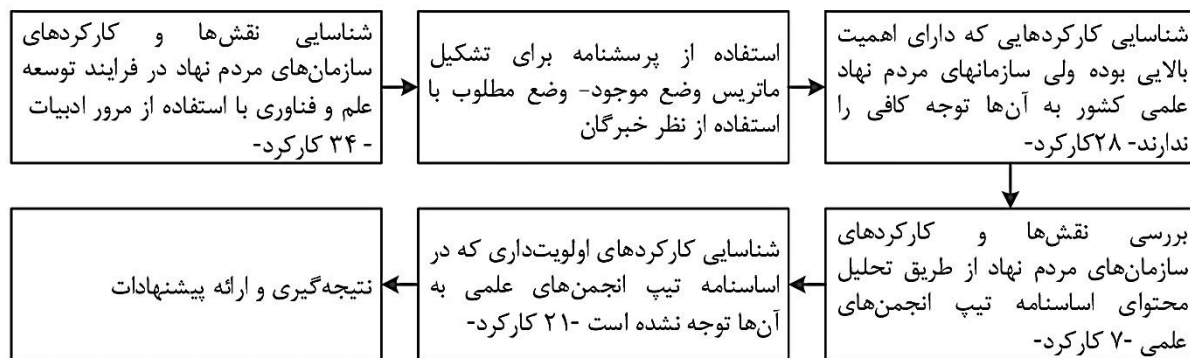 شناسایی نقش‌ها و کارکردهای
سازمان‌های مردم نهاد در فرایند توسعه
علم و فناوری با استفاده از مرور ادبیات
- ۳۴ کارکرد-
استفاده از پرسشنامه برای تشکیل
ماتریس وضع موجود- وضع مطلوب با
استفاده از نظر خبرگان
شناسایی کارکردهایی که دارای اهمیت
بالایی بوده ولی سازمانهای مردم نهاد
علمی کشور به آن‌ها توجه کافی را
ندارند- ۲۸کارکرد-
بررسی نقش‌ها و کارکردهای
سازمان‌های مردم نهاد از طریق تحلیل
محتوای اساسنامه تیپ انجمن‌های
علمی -۷ کارکرد-
شناسایی کارکردهای اولویت‌داری که در
اساسنامه تیپ انجمن‌های علمی به
آن‌ها توجه نشده است -۲۱ کارکرد-
نتیجه‌گیری و ارائه پیشنهادات